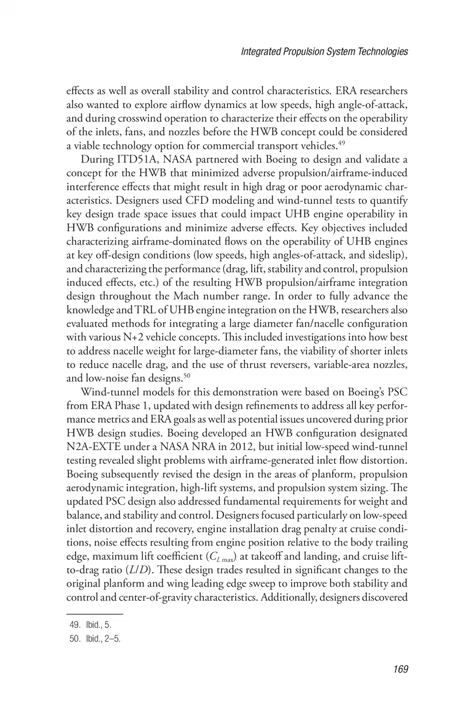 Integrated Propulsion System Technologies
effects as well as overall stability and control characteristics. ERA researchers
also wanted to explore airflow dynamics at low speeds, high angle-of-attack,
and during crosswind operation to characterize their effects on the operability
of the inlets, fans, and nozzles before the HWB concept could be considered
a viable technology option for commercial transport vehicles.49
During ITD51A, NASA partnered with Boeing to design and validate a
concept for the HWB that minimized adverse propulsion/airframe-induced
interference effects that might result in high drag or poor aerodynamic char-
acteristics. Designers used CFD modeling and wind-tunnel tests to quantify
key design trade space issues that could impact UHB engine operability in
HWB configurations and minimize adverse effects. Key objectives included
characterizing airframe-dominated flows on the operability of UHB engines
at key off-design conditions (low speeds, high angles-of-attack, and sideslip),
and characterizing the performance (drag, lift, stability and control, propulsion
induced effects, etc.) of the resulting HWB propulsion/airframe integration
design throughout the Mach number range. In order to fully advance the
knowledge and TRL of UHB engine integration on the HWB, researchers also
evaluated methods for integrating a large diameter fan/nacelle configuration
with various N+2 vehicle concepts. This included investigations into how best
to address nacelle weight for large-diameter fans, the viability of shorter inlets
to reduce nacelle drag, and the use of thrust reversers, variable-area nozzles,
and low-noise fan designs.50
Wind-tunnel models for this demonstration were based on Boeing's PSC
from ERA Phase 1, updated with design refinements to address all key perfor-
mance metrics and ERA goals as well as potential issues uncovered during prior
HWB design studies. Boeing developed an HWB configuration designated
N2A-EXTE under a NASA NRA in 2012, but initial low-speed wind-tunnel
testing revealed slight problems with airframe-generated inlet flow distortion.
Boeing subsequently revised the design in the areas of planform, propulsion
aerodynamic integration, high-lift systems, and propulsion system sizing. The
updated PSC design also addressed fundamental requirements for weight and
balance, and stability and control. Designers focused particularly on low-speed
inlet distortion and recovery, engine installation drag penalty at cruise condi-
tions, noise effects resulting from engine position relative to the body trailing
edge, maximum lift coefficient (CL max) at takeoff and landing, and cruise lift-
to-drag ratio (L/D). These design trades resulted in significant changes to the
original planform and wing leading edge sweep to improve both stability and
control and center-of-gravity characteristics. Additionally, designers discovered
49. Ibid., 5.
50. Ibid., 2–5.
169